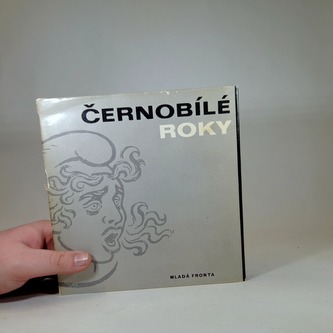 ČERNOBÍLÉ
ROKY
MLADÁ FRONTA